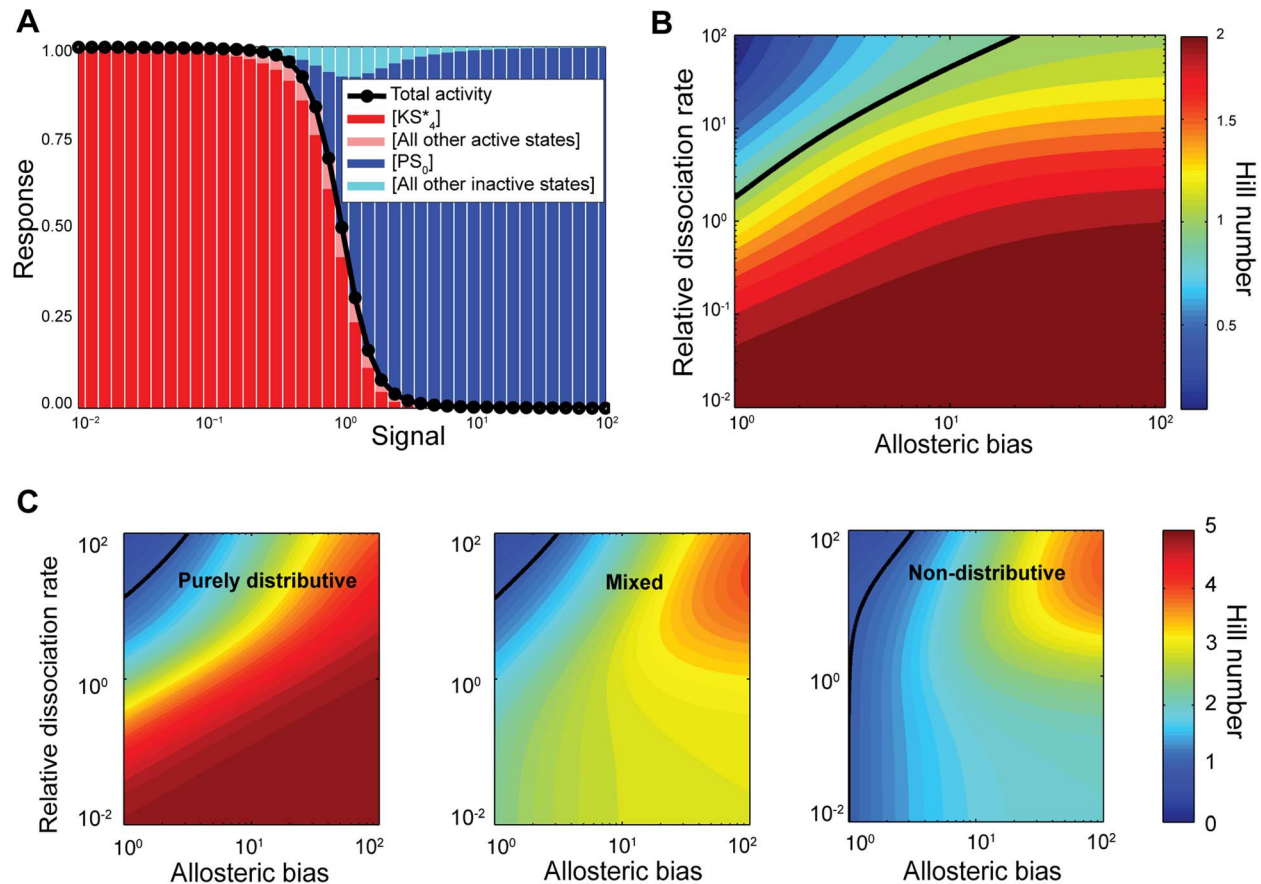 A
Response
1.00
0.75
0.50
0.25
0.00
Total activity
[KS*4]
[All other active states]
[PS0]
[All other inactive states]
10−2
10−1
100
101
102
Signal
B
Relative dissociation rate
102
101
100
10-1
10-2
100
101
102
Allosteric bias
2
1.5
1
0.5
Hill number
C
Relative dissociation rate
102
100
10-2
Purely distributive
100
101
102
Allosteric bias
102
100
10-2
Mixed
100
101
102
Allosteric bias
102
100
10-2
Non-distributive
100
101
102
Allosteric bias
5
4
3
2
1
0
Hill number